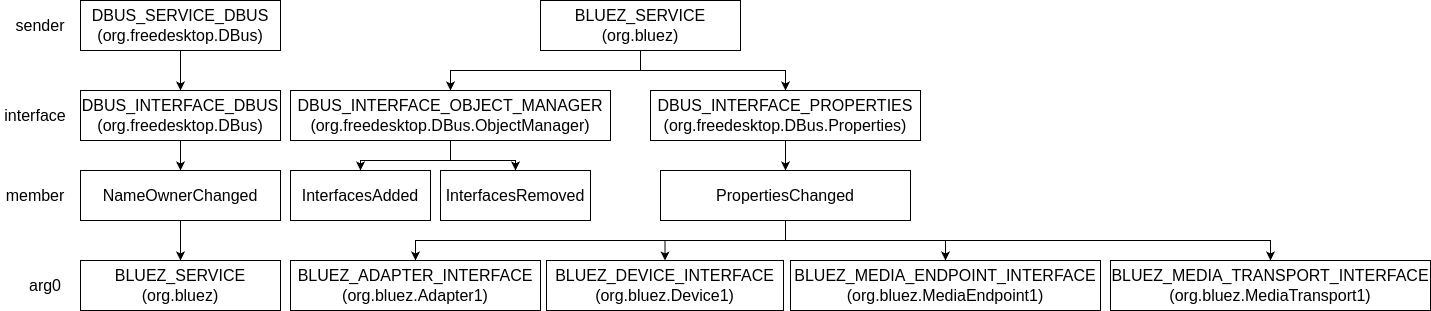 sender
DBUS_SERVICE_DBUS
(org.freedesktop.DBus)
BLUEZ_SERVICE
(org.bluez)
interface
DBUS_INTERFACE_DBUS
(org.freedesktop.DBus)
DBUS_INTERFACE_OBJECT_MANAGER
(org.freedesktop.DBus.ObjectManager)
DBUS_INTERFACE_PROPERTIES
(org.freedesktop.DBus.Properties)
member
NameOwnerChanged
InterfacesAdded
InterfacesRemoved
PropertiesChanged
arg0
BLUEZ_SERVICE
(org.bluez)
BLUEZ_ADAPTER_INTERFACE
(org.bluez.Adapter1)
BLUEZ_DEVICE_INTERFACE
(org.bluez.Device1)
BLUEZ_MEDIA_ENDPOINT_INTERFACE
(org.bluez.MediaEndpoint1)
BLUEZ_MEDIA_TRANSPORT_INTERFACE
(org.bluez.MediaTransport1)